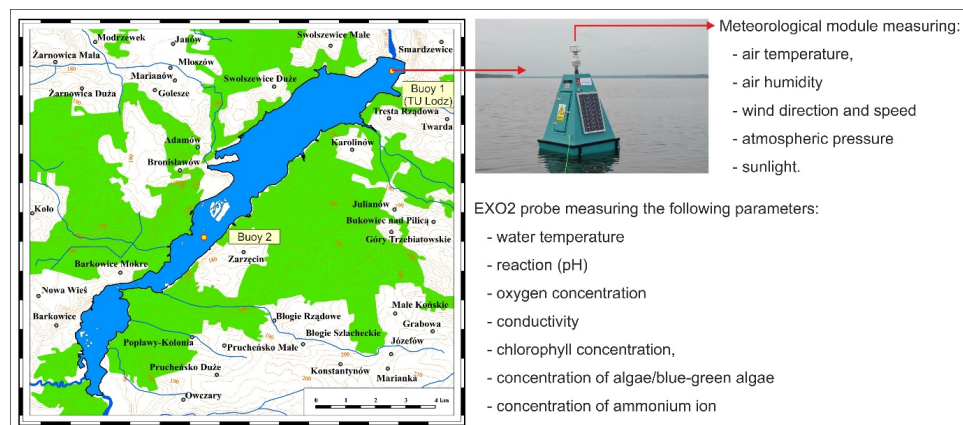 Modrzewek
Janów
Swolszewice Małe
Smardzewice
Żarnowica Mała
Młoszów
Marianów
Swolszewice Duże
Żarnowica Duża
Golesze
Buoy 1
(TU Lodz)
Tresta Rządowa
Twarda
Adamów
Karolinów
Bronisławów
Koło
Julianów
Bukowiec nad Pilicą
Buoy 2
Góry Trzebiatowskie
Zarzęcin
Barkowice Mokre
Nowa Wieś
Barkowice
Małe Końskie
Błogie Rządowe
Grabowa
Błogie Szlacheckie
Popławy-Kolonia
Prucheńsko Małe
Józefów
Prucheńsko Duże
Konstantynów
Marianka
Owczary
0 1 2 3 4 km
Meteorological module measuring:
- air temperature,
- air humidity
- wind direction and speed
- atmospheric pressure
- sunlight.
EXO2 probe measuring the following parameters:
- water temperature
- reaction (pH)
- oxygen concentration
- conductivity
- chlorophyll concentration,
- concentration of algae/blue-green algae
- concentration of ammonium ion